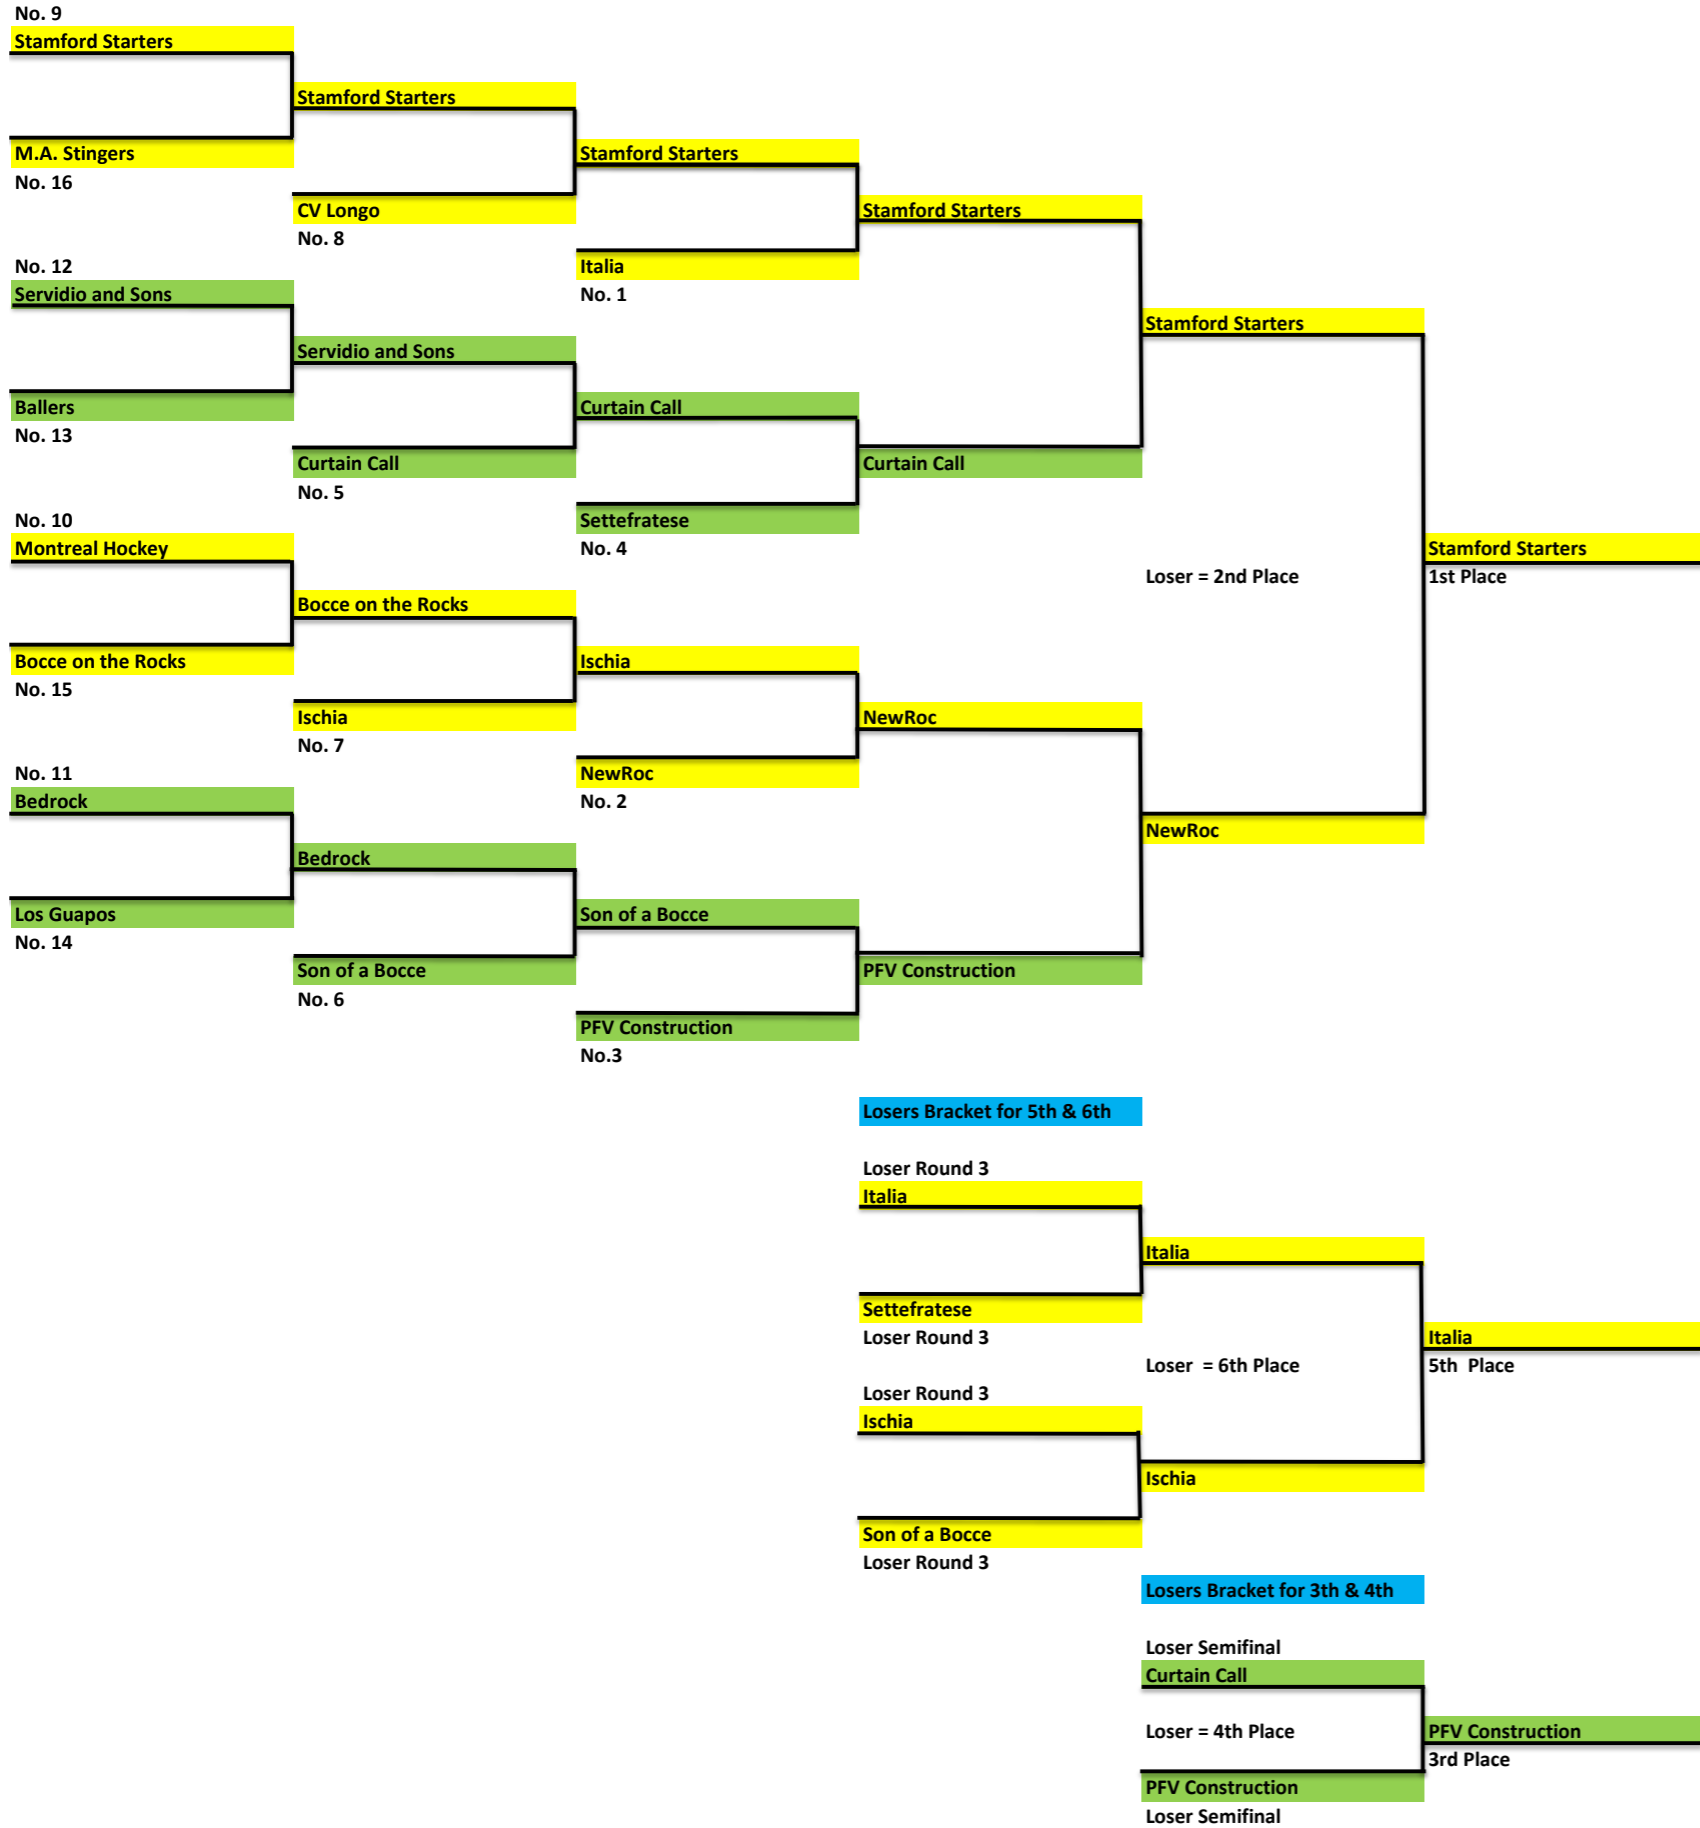 No. 9
Stamford Starters
Stamford Starters
M.A. Stingers
Stamford Starters
No. 16
CV Longo
Stamford Starters
No. 8
No. 12
Italia
Servidio and Sons
No. 1
Stamford Starters
Servidio and Sons
Ballers
Curtain Call
No. 13
Curtain Call
Curtain Call
No. 5
No. 10
Settefratese
Montreal Hockey
No. 4
Stamford Starters
Loser = 2nd Place
1st Place
Bocce on the Rocks
Bocce on the Rocks
Ischia
No. 15
Ischia
NewRoc
No. 7
No. 11
NewRoc
Bedrock
No. 2
NewRoc
Bedrock
Los Guapos
Son of a Bocce
No. 14
Son of a Bocce
PFV Construction
No. 6
PFV Construction
No.3
Losers Bracket for 5th & 6th
Loser Round 3
Italia
Italia
Settefratese
Loser Round 3
Italia
Loser = 6th Place
5th Place
Loser Round 3
Ischia
Ischia
Son of a Bocce
Loser Round 3
Losers Bracket for 3th & 4th
Loser Semifinal
Curtain Call
Loser = 4th Place
PFV Construction
3rd Place
PFV Construction
Loser Semifinal